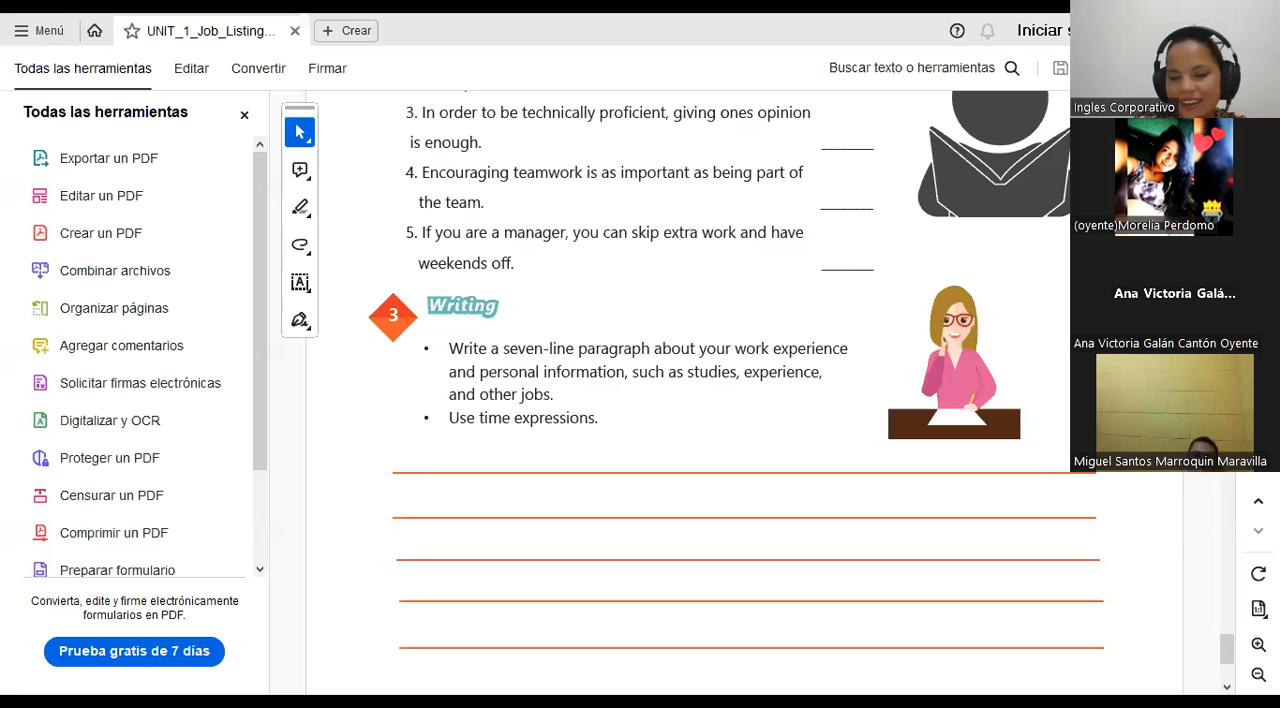 Menú
UNIT_1_Job_Listing...
Crear
Iniciar
Todas las herramientas
Editar
Convertir
Firmar
Buscar texto o herramientas
Todas las herramientas
Exportar un PDF
Editar un PDF
Crear un PDF
Combinar archivos
Organizar páginas
Agregar comentarios
Solicitar firmas electrónicas
Digitalizar y OCR
Proteger un PDF
Censurar un PDF
Comprimir un PDF
Preparar formulario
Convierta, edite y firme electrónicamente
formularios en PDF.
Prueba gratis de 7 días
3. In order to be technically proficient, giving ones opinion
is enough.
4. Encouraging teamwork is as important as being part of
the team.
5. If you are a manager, you can skip extra work and have
weekends off.
3
Writing
• Write a seven-line paragraph about your work experience
and personal information, such as studies, experience,
and other jobs.
• Use time expressions.
Ingles Corporativo
(oyente)Morelia Perdomo
Ana Victoria Galá...
Ana Victoria Galán Cantón Oyente
Miguel Santos Marroquin Maravilla
1:1